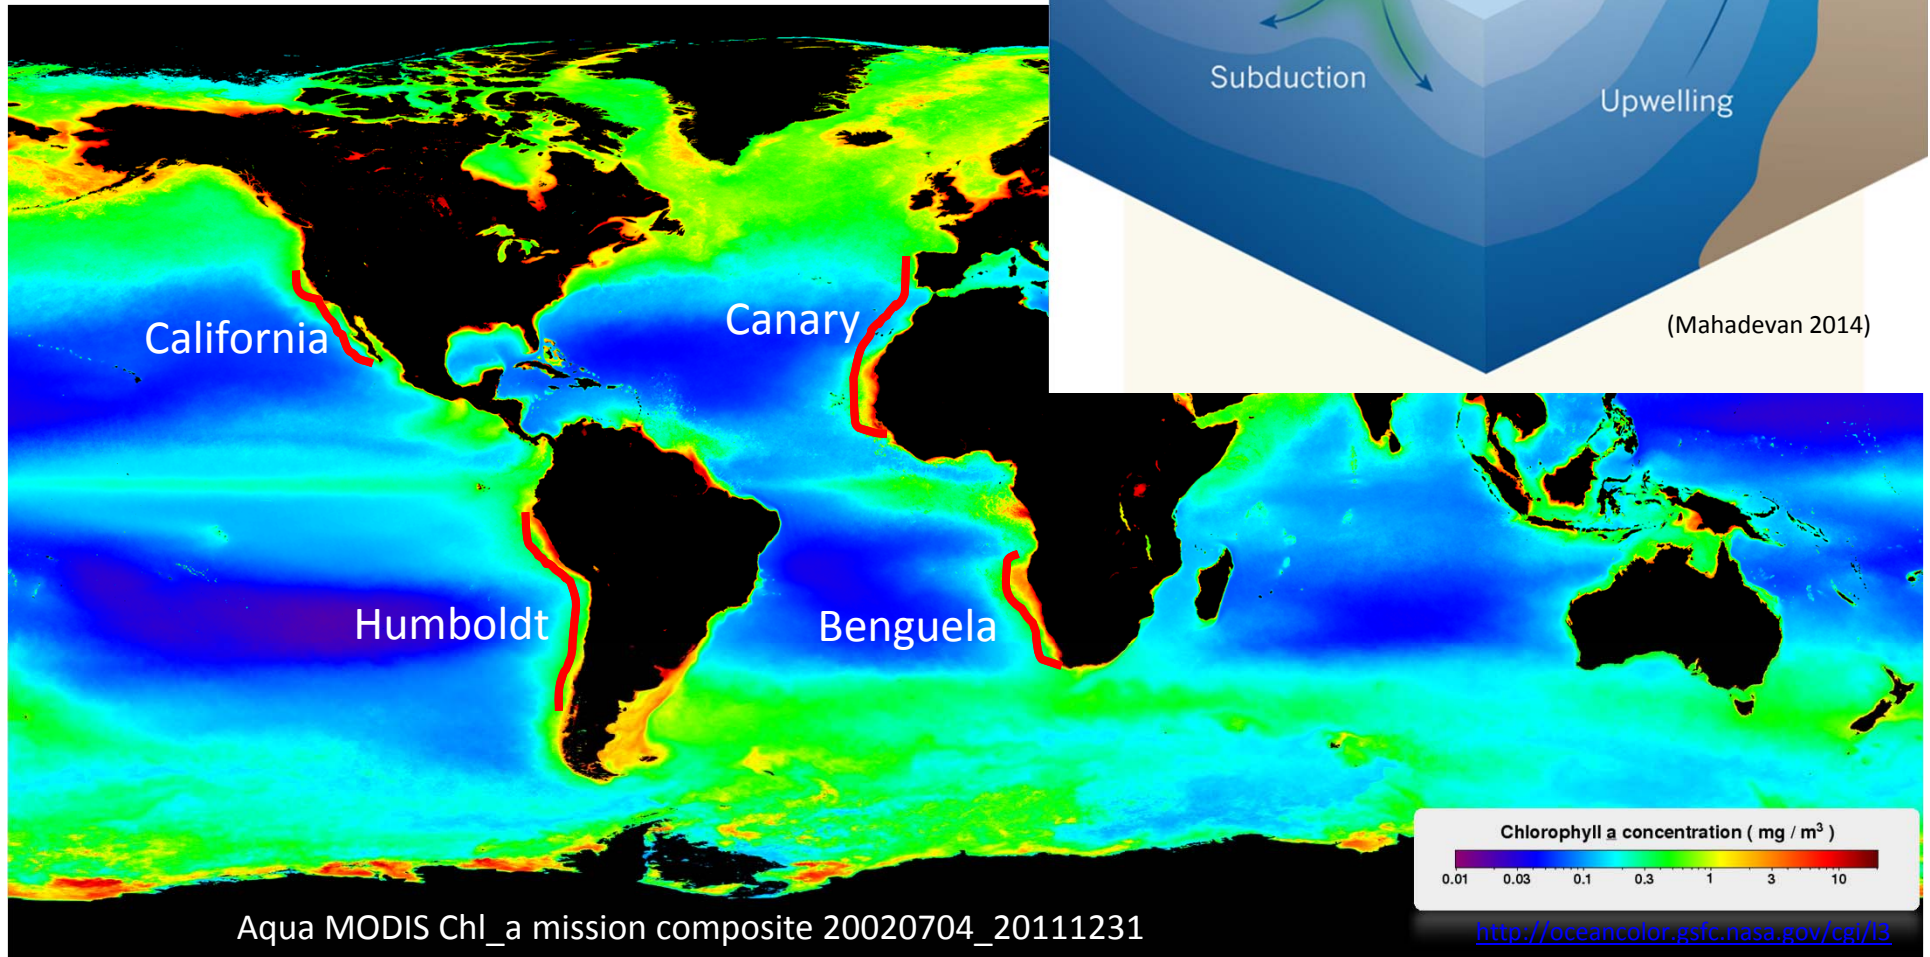 Subduction
Upwelling
(Mahadevan 2014)
California
Canary
Humboldt
Benguela
Chlorophyll a concentration ( mg / m³ )
0.01 0.03 0.1 0.3 1 3 10
Aqua MODIS Chl_a mission composite 20020704_20111231
http://oceancolor.gsfc.nasa.gov/cgi/l3